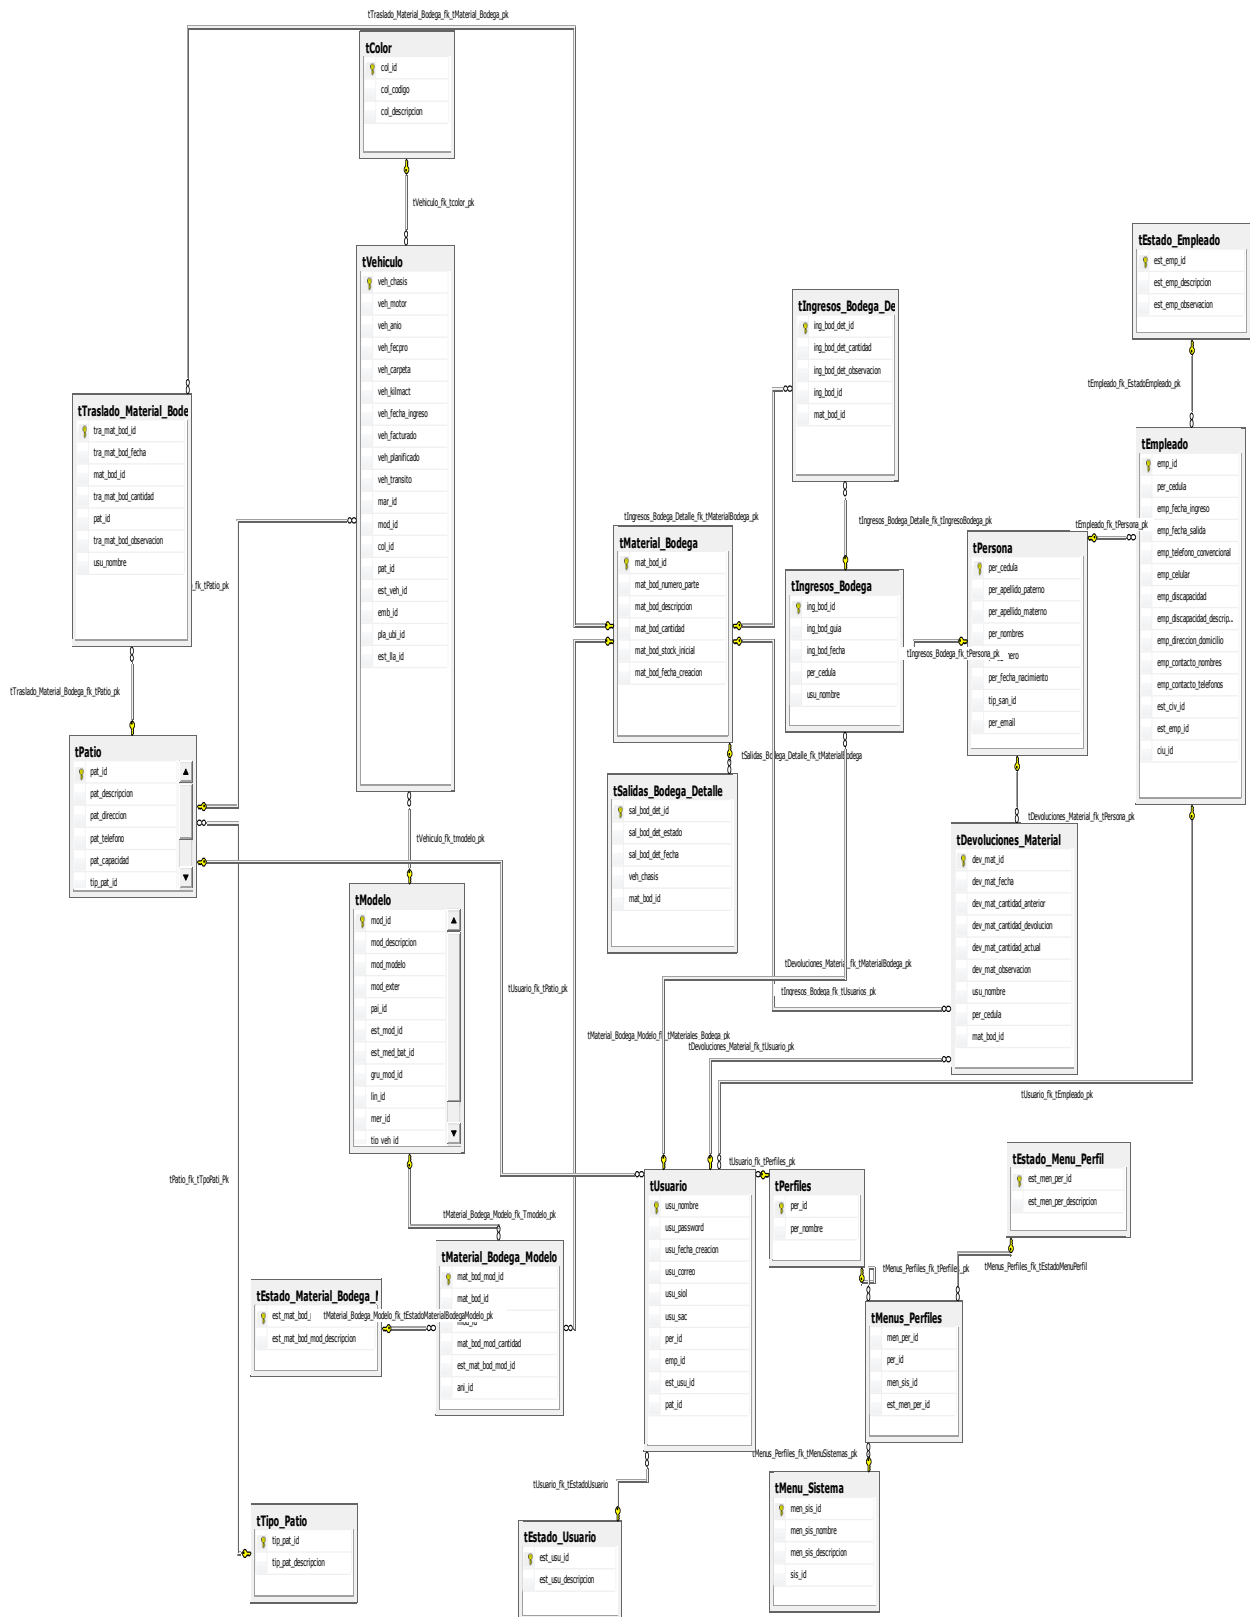 tTraslado_Material_Bodega_fk_tMaterial_Bodega_pk
tColor
col_id
col_codigo
col_descripcion
tVehiculo_fk_tcolor_pk
tVehiculo
veh_chasis
veh_motor
veh_anio
veh_fecpro
veh_carpeta
veh_kilmact
veh_fecha_ingreso
veh_facturado
veh_planificado
veh_transito
mar_id
mod_id
col_id
pat_id
est_veh_id
emb_id
pla_ubi_id
est_lla_id
tTraslado_Material_Bode
tra_mat_bod_id
tra_mat_bod_fecha
mat_bod_id
tra_mat_bod_cantidad
pat_id
tra_mat_bod_observacion
usu_nombre
_fk_tPatio_pk
tTraslado_Material_Bodega_fk_tPatio_pk
tPatio
pat_id
pat_descripcion
pat_direccion
pat_telefono
pat_capacidad
tip_pat_id
tVehiculo_fk_tmodelo_pk
tModelo
mod_id
mod_descripcion
mod_modelo
mod_exter
pai_id
est_mod_id
est_med_bat_id
gru_mod_id
lin_id
mer_id
tip_veh_id
tUsuario_fk_tPatio_pk
tPatio_fk_tTpoPati_Pk
tMaterial_Bodega_Modelo_fk_Tmodelo_pk
tMaterial_Bodega_Modelo
mat_bod_mod_id
mat_bod_id
mat_bod_mod_cantidad
est_mat_bod_mod_id
ani_id
tEstado_Material_Bodega_M
est_mat_bod_
est_mat_bod_mod_descripcion
tMaterial_Bodega_Modelo_fk_tEstadoMaterialBodegaModelo_pk
tTipo_Patio
tip_pat_id
tip_pat_descripcion
tIngresos_Bodega_De
ing_bod_det_id
ing_bod_det_cantidad
ing_bod_det_observacion
ing_bod_id
mat_bod_id
tIngresos_Bodega_Detalle_fk_tMaterialBodega_pk
tIngresos_Bodega_Detalle_fk_tIngresoBodega_pk
tMaterial_Bodega
mat_bod_id
mat_bod_numero_parte
mat_bod_descripcion
mat_bod_cantidad
mat_bod_stock_inicial
mat_bod_fecha_creacion
tIngresos_Bodega
ing_bod_id
ing_bod_guia
ing_bod_fecha
per_cedula
usu_nombre
tIngresos_Bodega_fk_tPersona_pk
tSalidas_Bodega_Detalle_fk_tMaterialBodega
tSalidas_Bodega_Detalle
sal_bod_det_id
sal_bod_det_estado
sal_bod_det_fecha
veh_chasis
mat_bod_id
tEstado_Empleado
est_emp_id
est_emp_descripcion
est_emp_observacion
tEmpleado_fk_EstadoEmpleado_pk
tEmpleado
emp_id
per_cedula
emp_fecha_ingreso
emp_fecha_salida
emp_telefono_convencional
emp_celular
emp_discapacidad
emp_discapacidad_descrip...
emp_direccion_domicilio
emp_contacto_nombres
emp_contacto_telefonos
est_civ_id
est_emp_id
ciu_id
tEmpleado_fk_tPersona_pk
tPersona
per_cedula
per_apellido_paterno
per_apellido_materno
per_nombres
nero
per_fecha_nacimiento
tip_san_id
per_email
tDevoluciones_Material_fk_tPersona_pk
tDevoluciones_Material
dev_mat_id
dev_mat_fecha
dev_mat_cantidad_anterior
dev_mat_cantidad_devolucion
dev_mat_cantidad_actual
dev_mat_observacion
usu_nombre
per_cedula
mat_bod_id
tDevoluciones_Material_fk_tMaterialBodega_pk
tIngresos_Bodega_fk_tUsuarios_pk
tMaterial_Bodega_Modelo_fk_tMateriales_Bodega_pk
tDevoluciones_Material_fk_tUsuario_pk
tUsuario_fk_tEmpleado_pk
tUsuario_fk_tPerfiles_pk
tUsuario
usu_nombre
usu_password
usu_fecha_creacion
usu_correo
usu_siol
usu_sac
per_id
emp_id
est_usu_id
pat_id
tPerfiles
per_id
per_nombre
tEstado_Menu_Perfil
est_men_per_id
est_men_per_descripcion
tMenus_Perfiles_fk_tPerfiles_pk
tMenus_Perfiles_fk_tEstadoMenuPerfil
tMenus_Perfiles
men_per_id
per_id
men_sis_id
est_men_per_id
tMenus_Perfiles_fk_tMenuSistemas_pk
tMenu_Sistema
men_sis_id
men_sis_nombre
men_sis_descripcion
sis_id
tUsuario_fk_tEstadoUsuario
tEstado_Usuario
est_usu_id
est_usu_descripcion